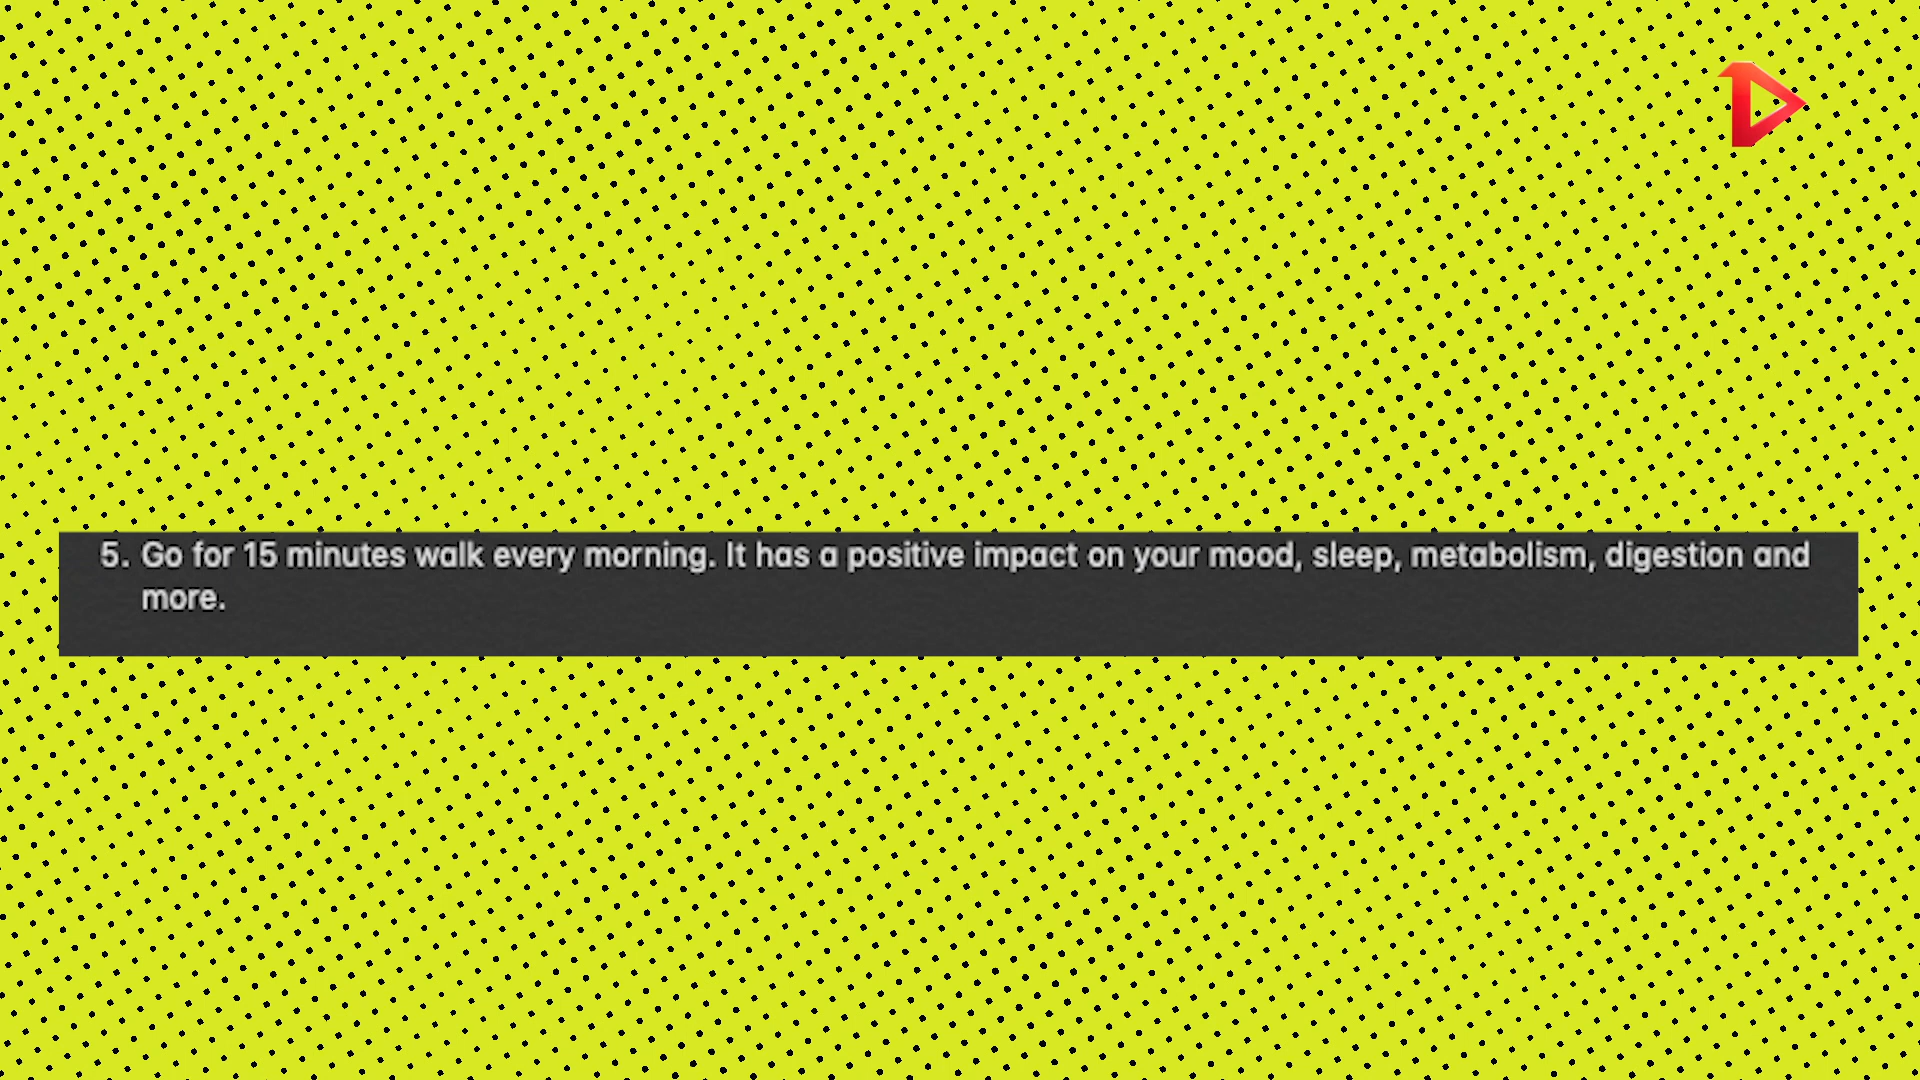 5. Go for 15 minutes walk every morning. It has a positive impact on your mood, sleep, metabolism, digestion and
more.